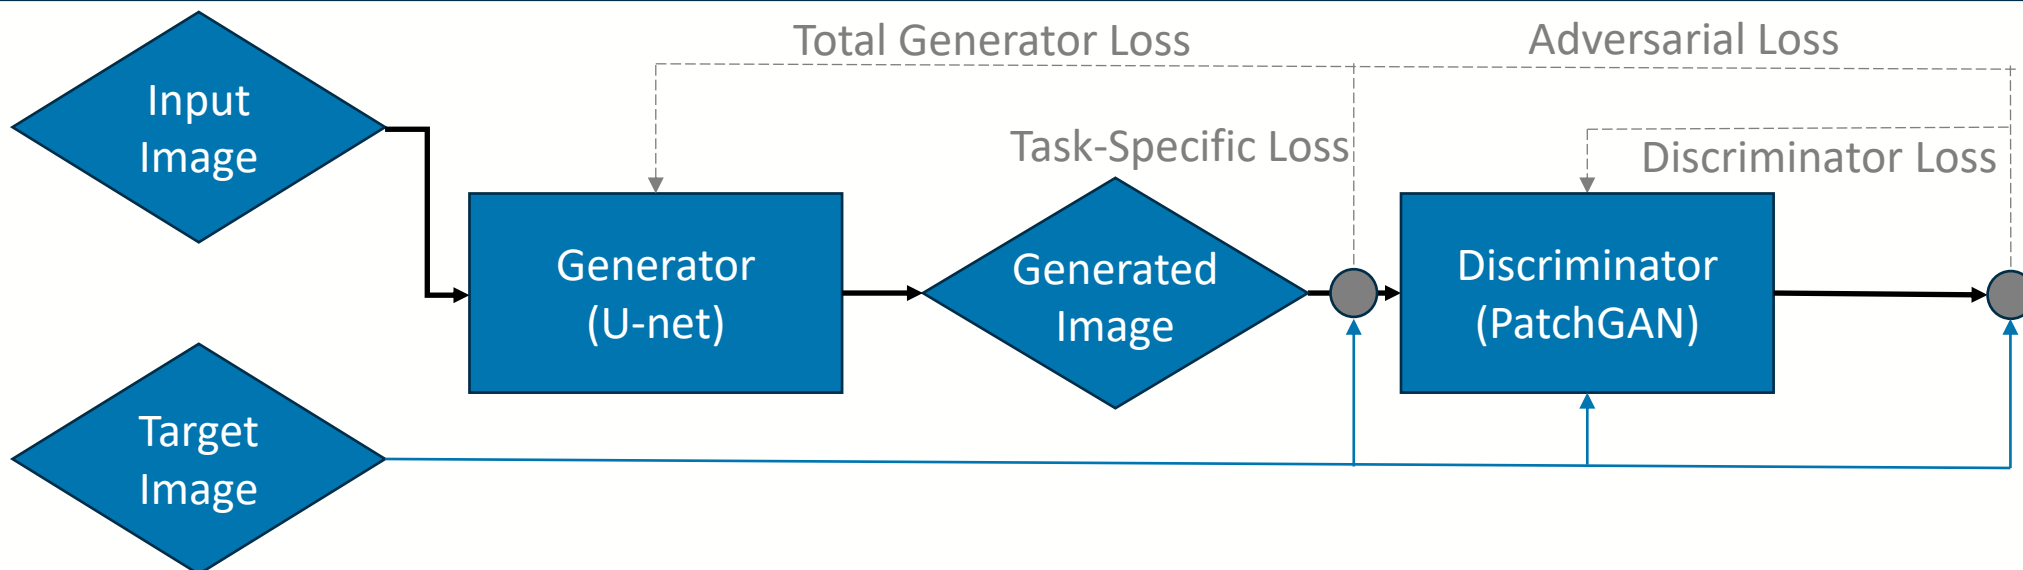 Total Generator Loss
Adversarial Loss
Input
Image
Task-Specific Loss
Discriminator Loss
Generator
(U-net)
Generated
Image
Discriminator
(PatchGAN)
Target
Image